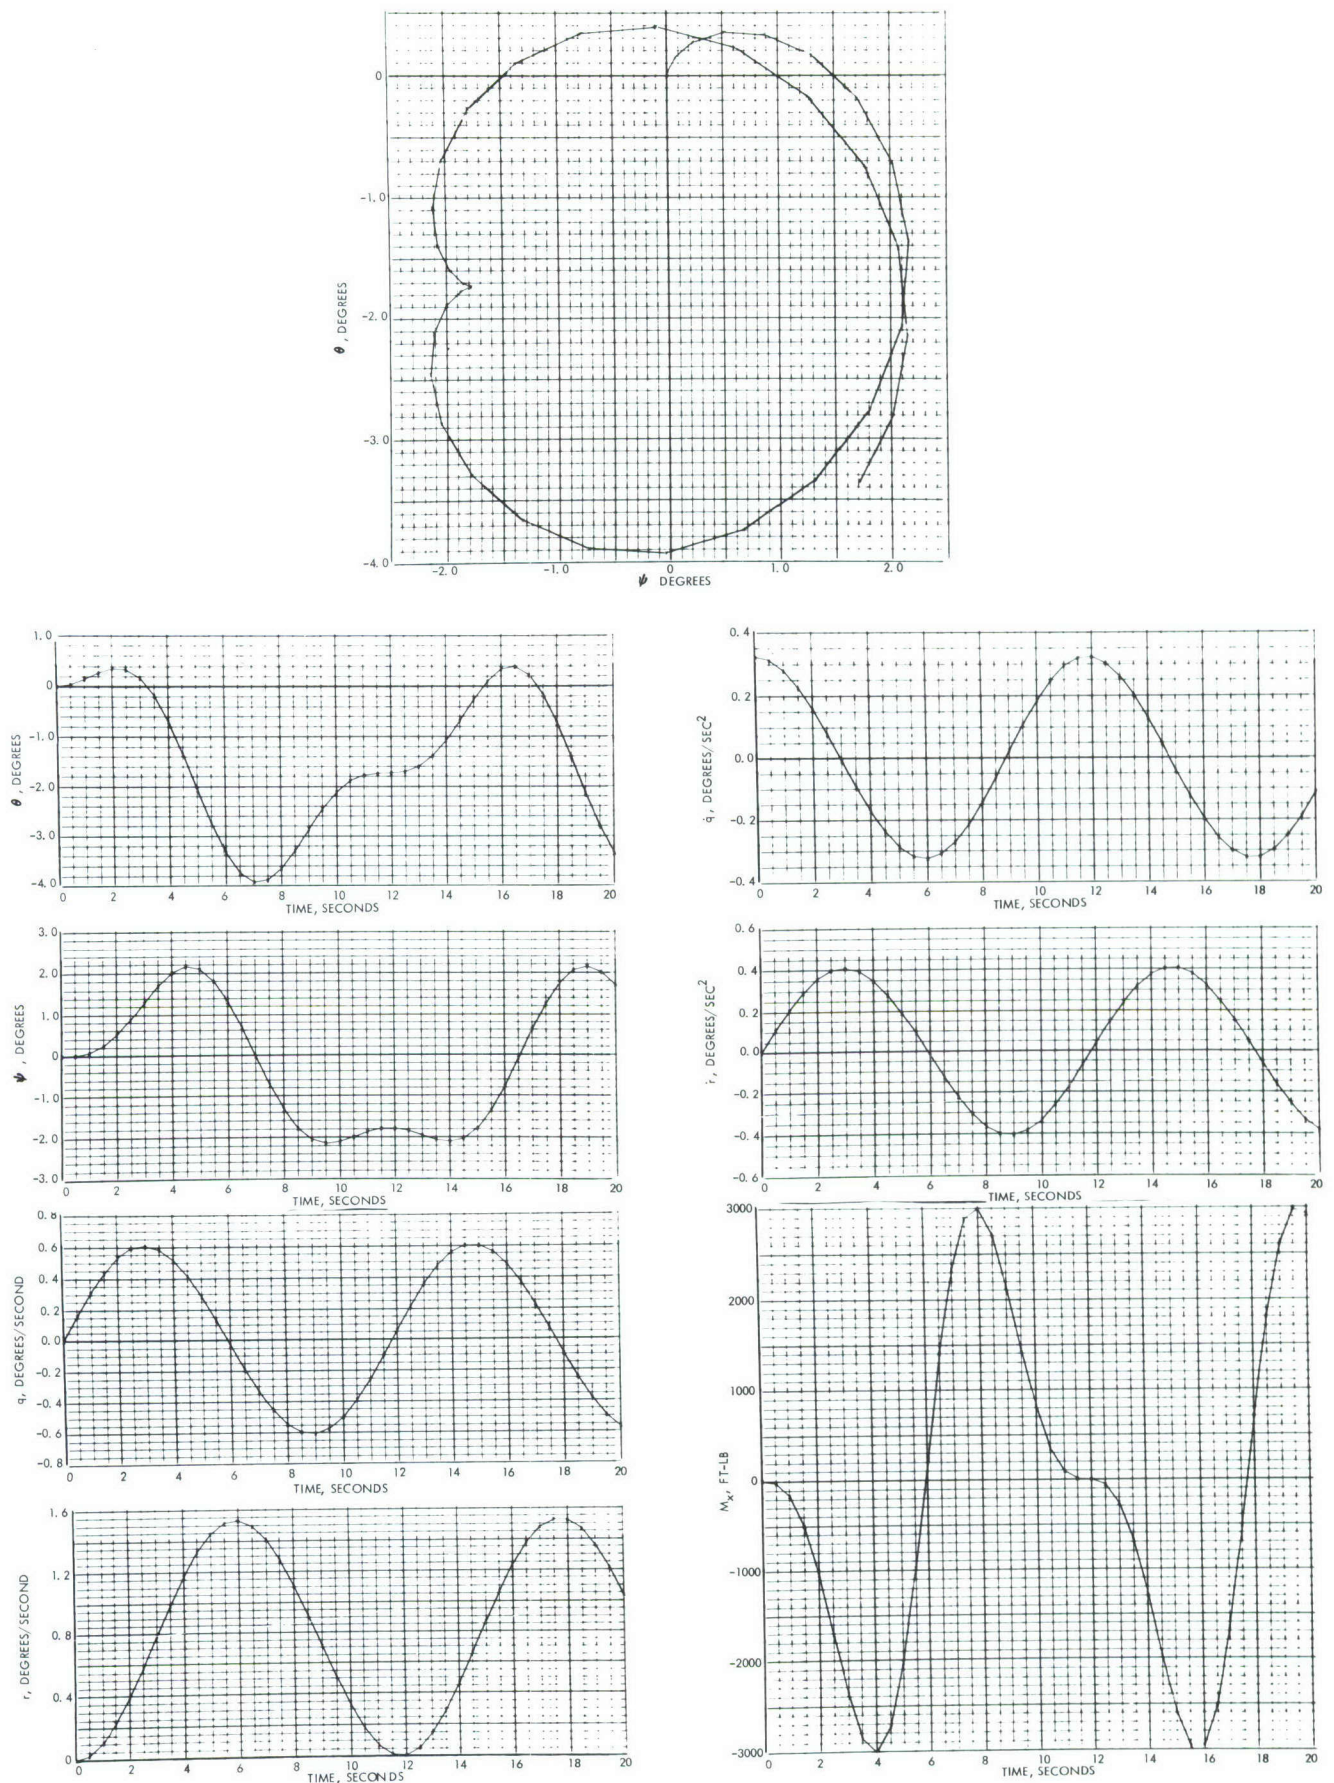 0
-1.0
-2.0
-3.0
-4.0
θ, DEGREES
-2.0 -1.0 0 1.0 2.0
ψ DEGREES
1.0
0
-1.0
-2.0
-3.0
-4.0
θ, DEGREES
0 2 4 6 8 10 12 14 16 18 20
TIME, SECONDS
0.4
0.2
0.0
-0.2
-0.4
q̇, DEGREES/SEC²
0 2 4 6 8 10 12 14 16 18 20
TIME, SECONDS
3.0
2.0
1.0
0
-1.0
-2.0
-3.0
ψ, DEGREES
0 2 4 6 8 10 12 14 16 18 20
TIME, SECONDS
0.6
0.4
0.2
0.0
-0.2
-0.4
-0.6
ṙ, DEGREES/SEC²
0 2 4 6 8 10 12 14 16 18 20
TIME, SECONDS
0.8
0.6
0.4
0.2
0.0
-0.2
-0.4
-0.6
-0.8
q, DEGREES/SECOND
0 2 4 6 8 10 12 14 16 18 20
TIME, SECONDS
3000
2000
1000
0
-1000
-2000
-3000
Mₓ, FT-LB
0 2 4 6 8 10 12 14 16 18 20
TIME, SECONDS
1.6
1.2
0.8
0.4
0
r, DEGREES/SECOND
0 2 4 6 8 10 12 14 16 18 20
TIME, SECONDS